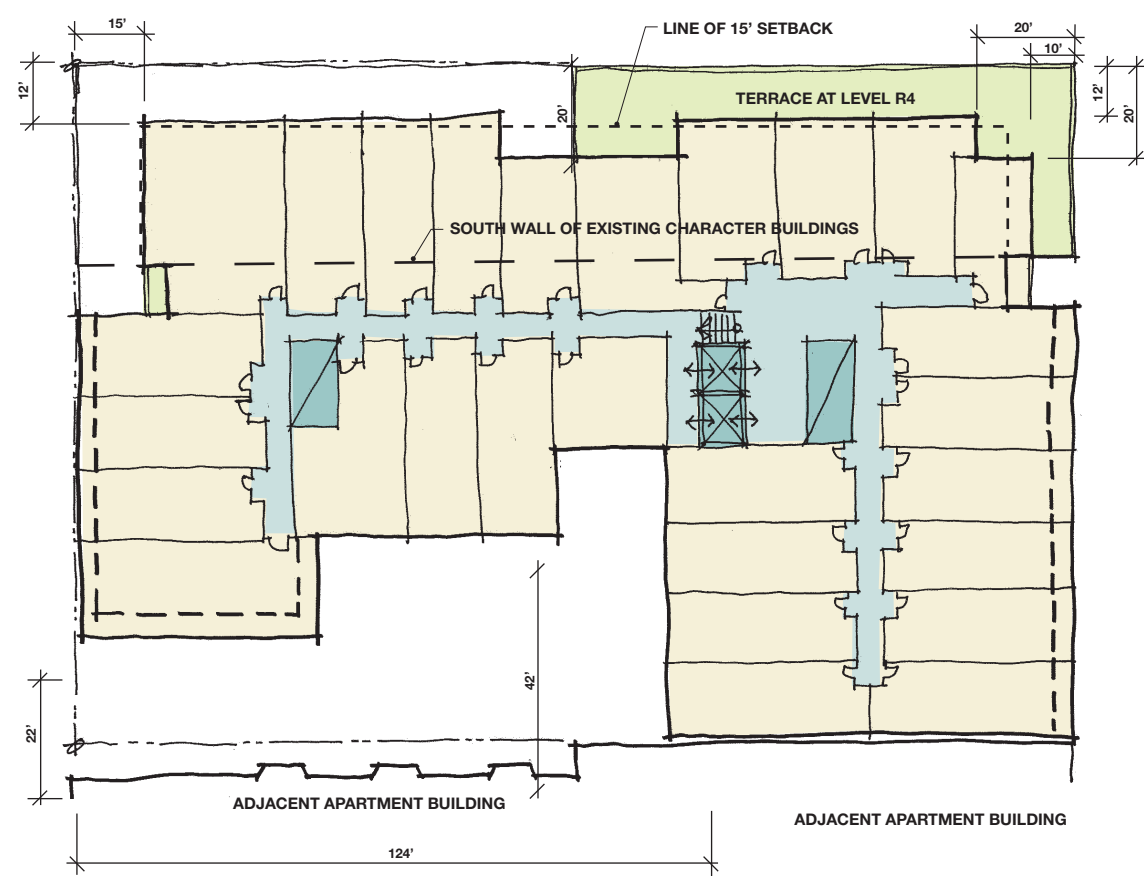 15’
LINE OF 15’ SETBACK
20’
10’
12’
TERRACE AT LEVEL R4
12’
20’
20’
SOUTH WALL OF EXISTING CHARACTER BUILDINGS
42’
22’
ADJACENT APARTMENT BUILDING
ADJACENT APARTMENT BUILDING
124’